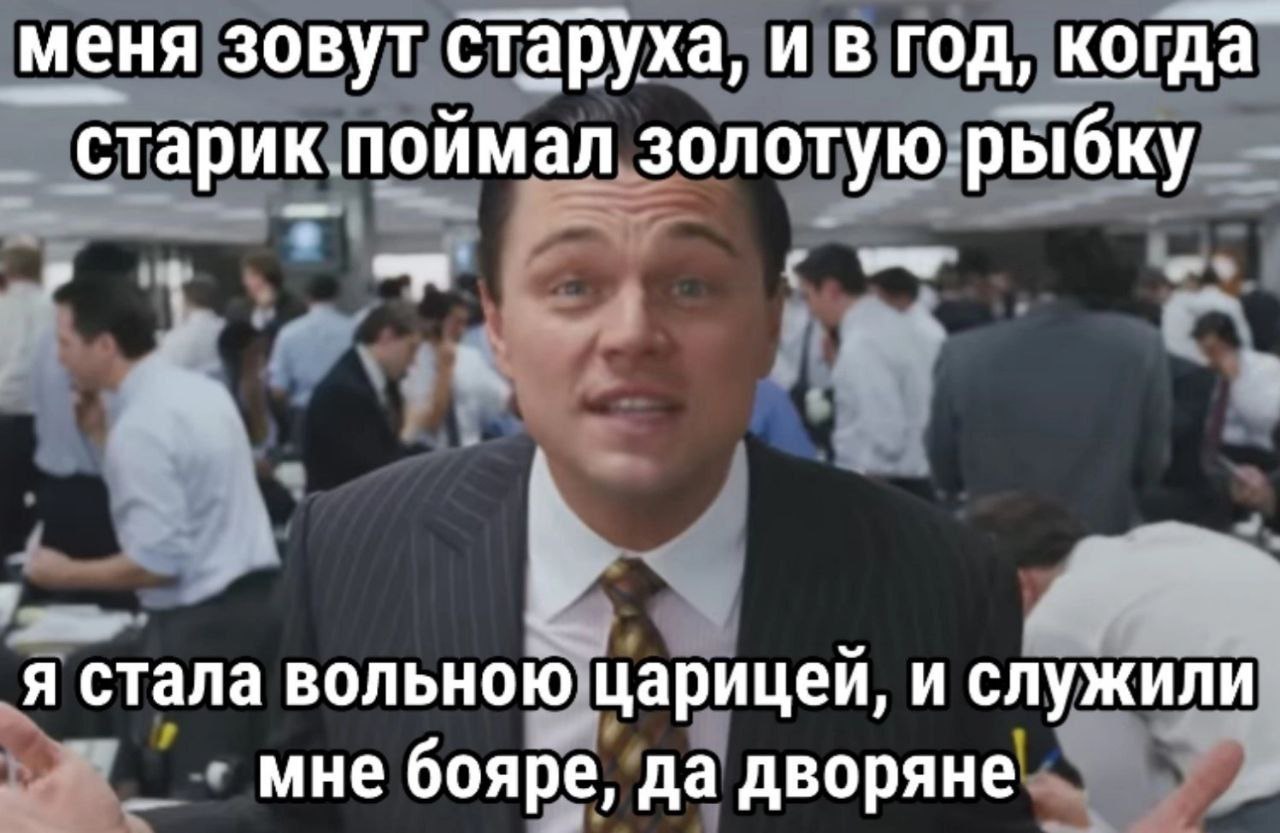 меня зовут старуха, и в год, когда
старик поймал золотую рыбку
я стала вольною царицей, и служили
мне бояре, да дворяне